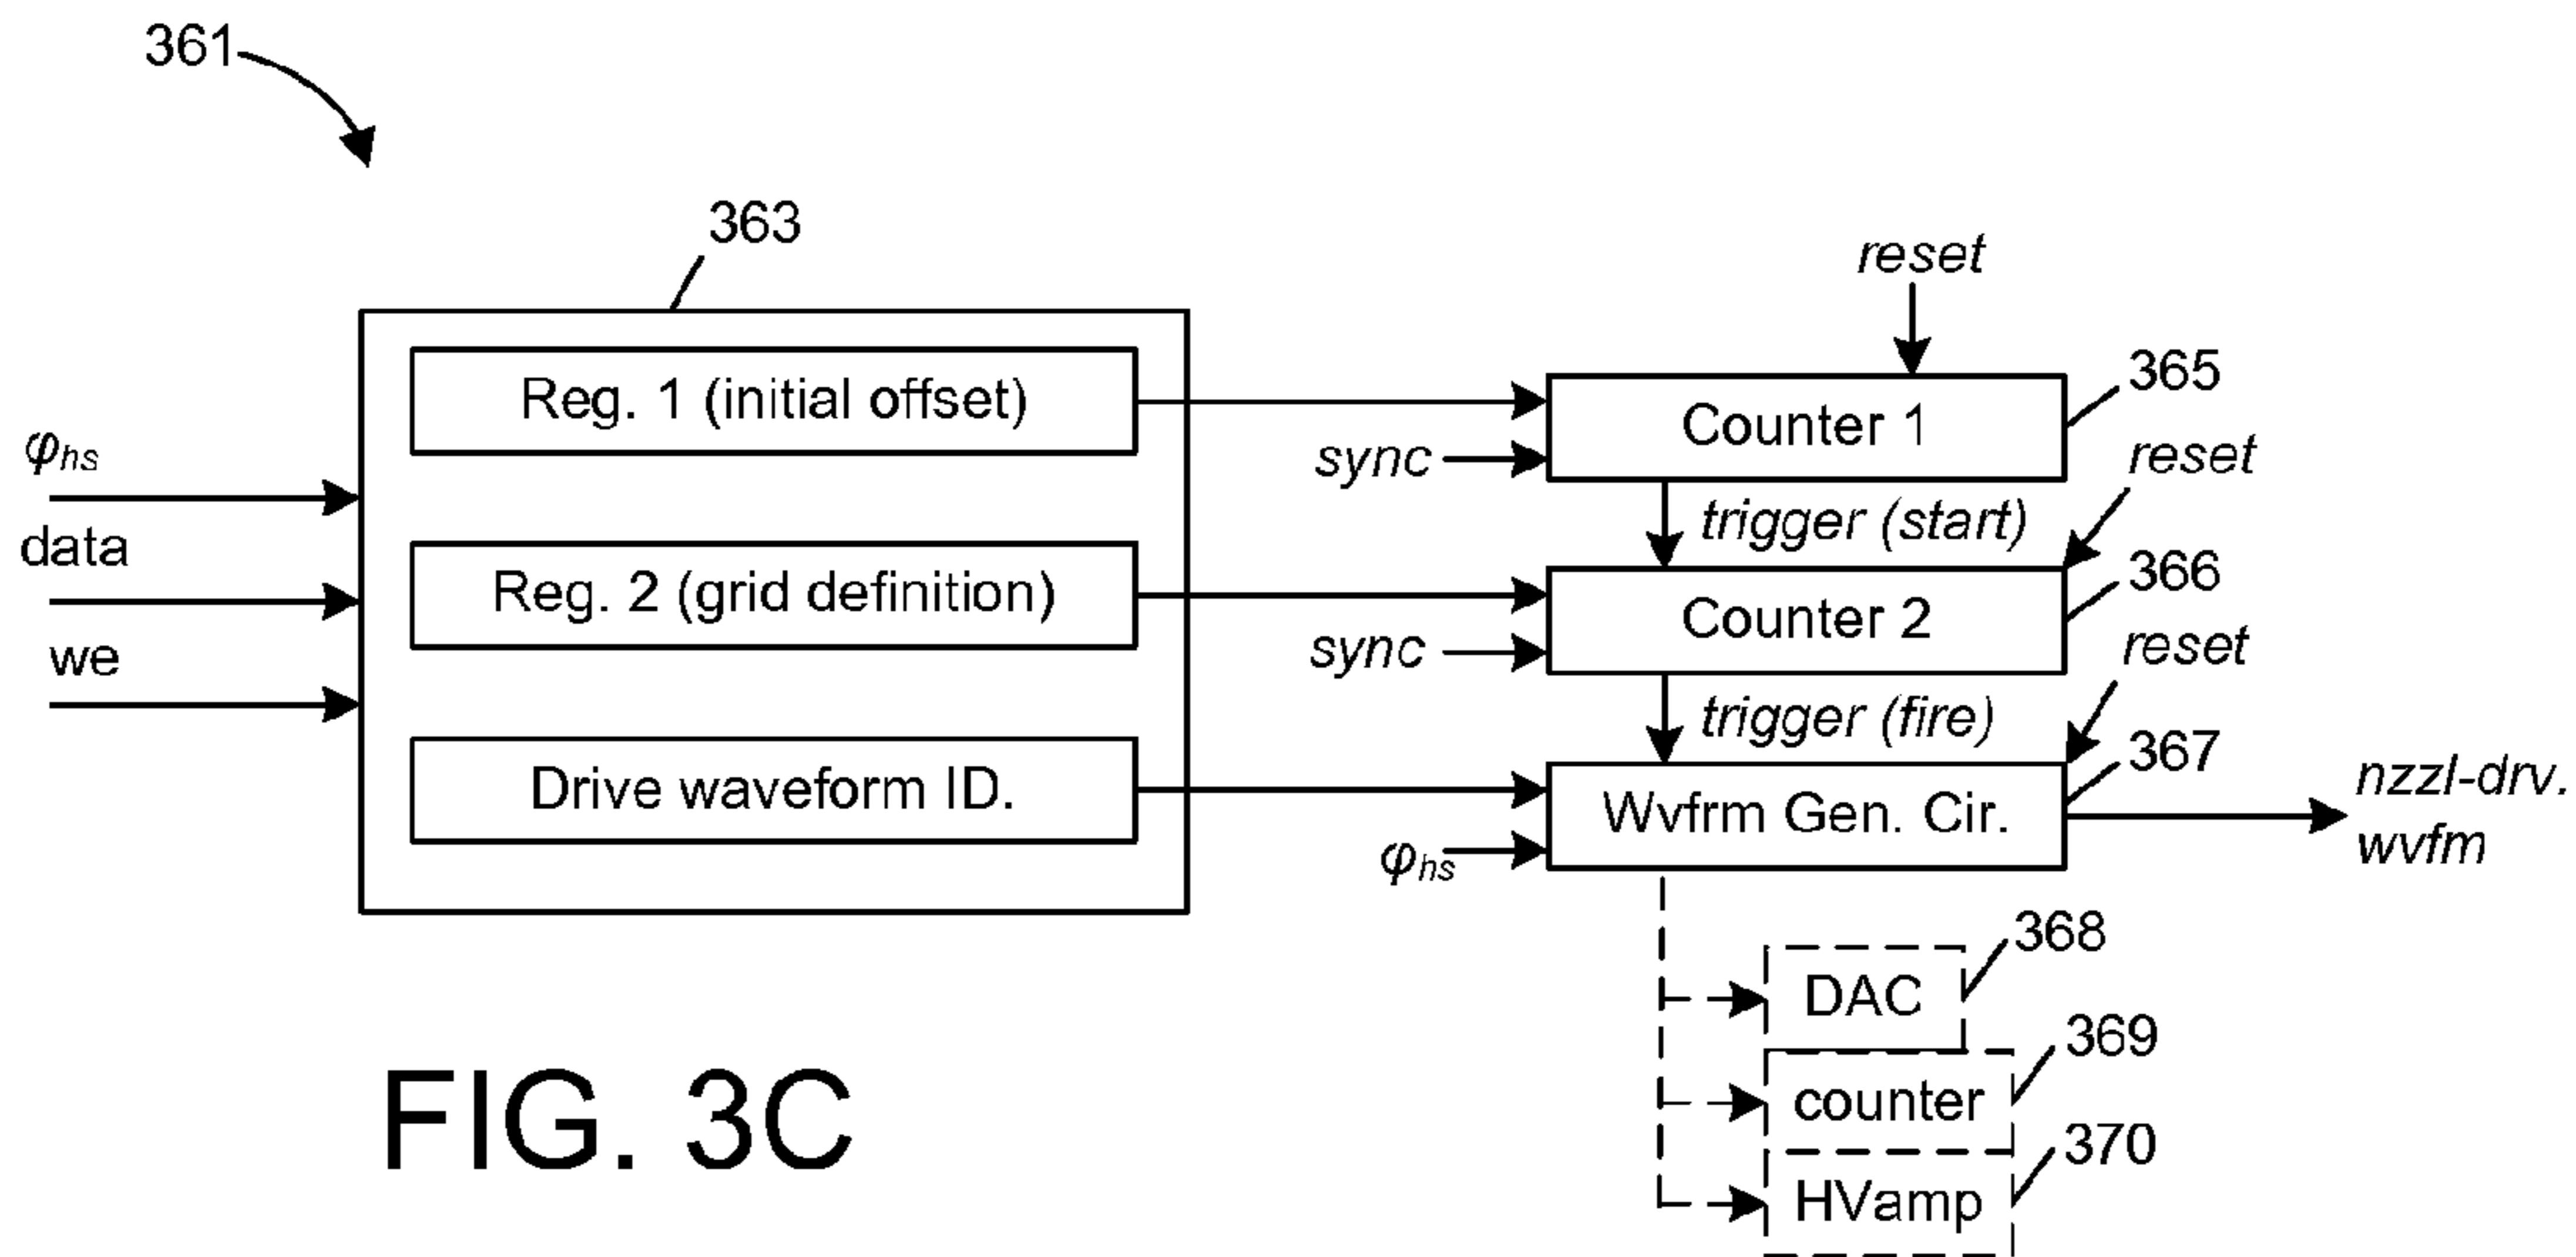 361
363
reset
Reg. 1 (initial offset)
365
Counter 1
φhs
sync
reset
trigger (start)
data
Reg. 2 (grid definition)
366
Counter 2
we
sync
reset
trigger (fire)
367
Drive waveform ID.
Wvfrm Gen. Cir.
nzzl-drv.
wvfm
φhs
368
DAC
369
counter
370
HVamp
FIG. 3C